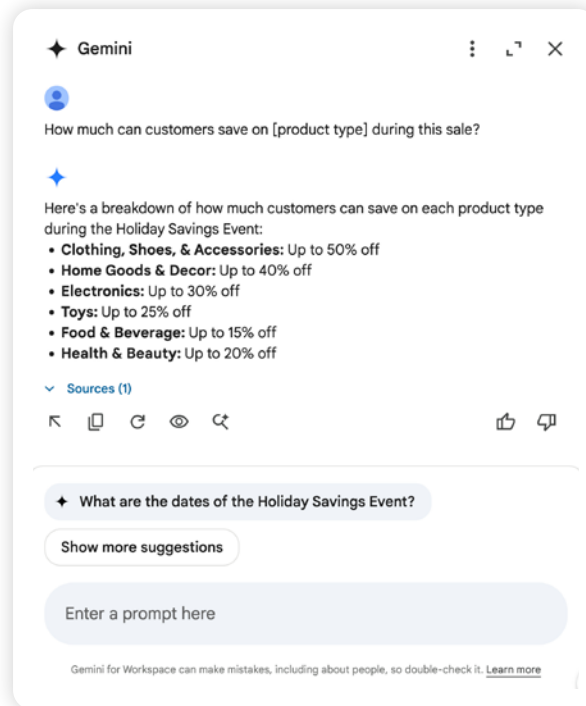 Gemini
How much can customers save on [product type] during this sale?
Here's a breakdown of how much customers can save on each product type
during the Holiday Savings Event:
• Clothing, Shoes, & Accessories: Up to 50% off
• Home Goods & Decor: Up to 40% off
• Electronics: Up to 30% off
• Toys: Up to 25% off
• Food & Beverage: Up to 15% off
• Health & Beauty: Up to 20% off
Sources (1)
What are the dates of the Holiday Savings Event?
Show more suggestions
Enter a prompt here
Gemini for Workspace can make mistakes, including about people, so double-check it. Learn more